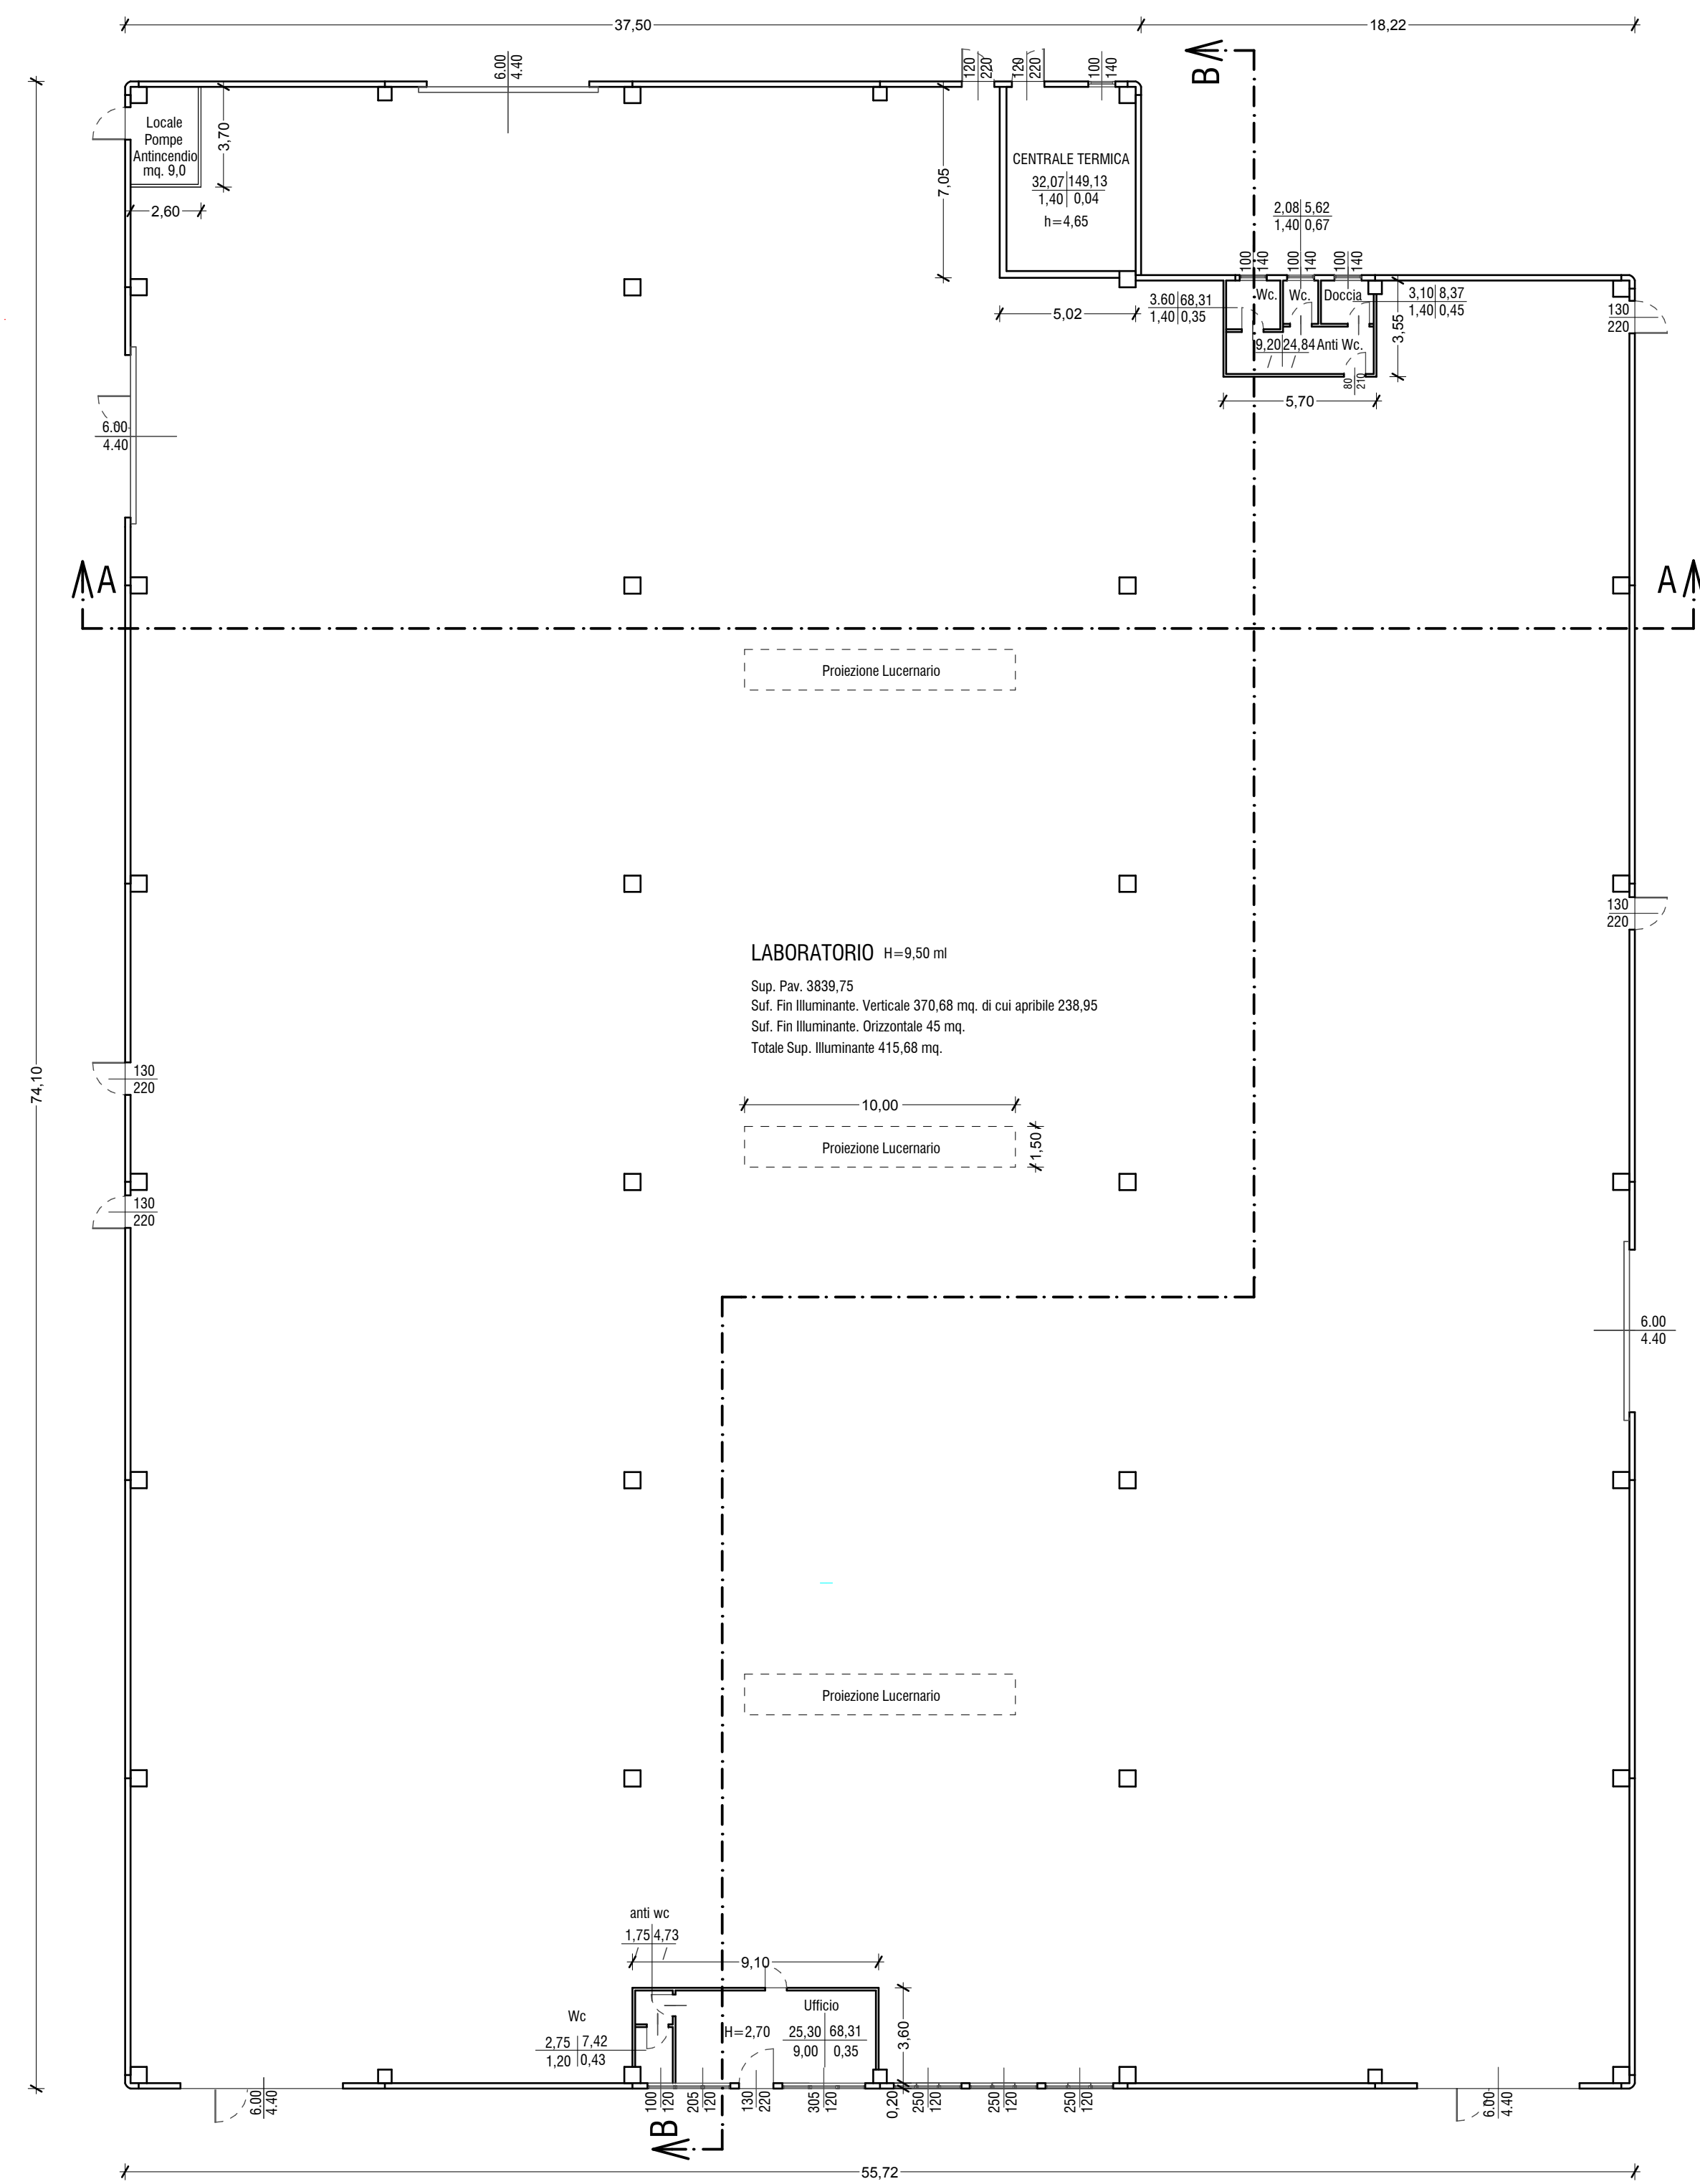 37,50
18,22
B
6.00
4.40
120
220
120
220
100
140
Locale
Pompe
Antincendio
mq. 9,0
3,70
2,60
7,05
CENTRALE TERMICA
32,07 149,13
1,40 0,04
h=4,65
5,02
2,08 5,62
1,40 0,67
100
140
100
140
100
140
Wc.
Wc.
Doccia
3.60 68,31
1,40 0,35
3,10 8,37
1,40 0,45
9,20 24,84 Anti Wc.
80
210
3,55
5,70
130
220
6.00
4.40
A
A
Proiezione Lucernario
130
220
LABORATORIO H=9,50 ml
Sup. Pav. 3839,75
Suf. Fin Illuminante. Verticale 370,68 mq. di cui apribile 238,95
Suf. Fin Illuminante. Orizzontale 45 mq.
Totale Sup. Illuminante 415,68 mq.
74,10
130
220
10,00
Proiezione Lucernario
1,50
130
220
6.00
4.40
Proiezione Lucernario
anti wc
1,75 4,73
9,10
Wc
2,75 7,42
1,20 0,43
H=2,70
Ufficio
25,30 68,31
9,00 0,35
3,60
6.00
4.40
100
120
205
120
130
220
305
120
0,20
250
120
250
120
250
120
6.00
4.40
B
55,72